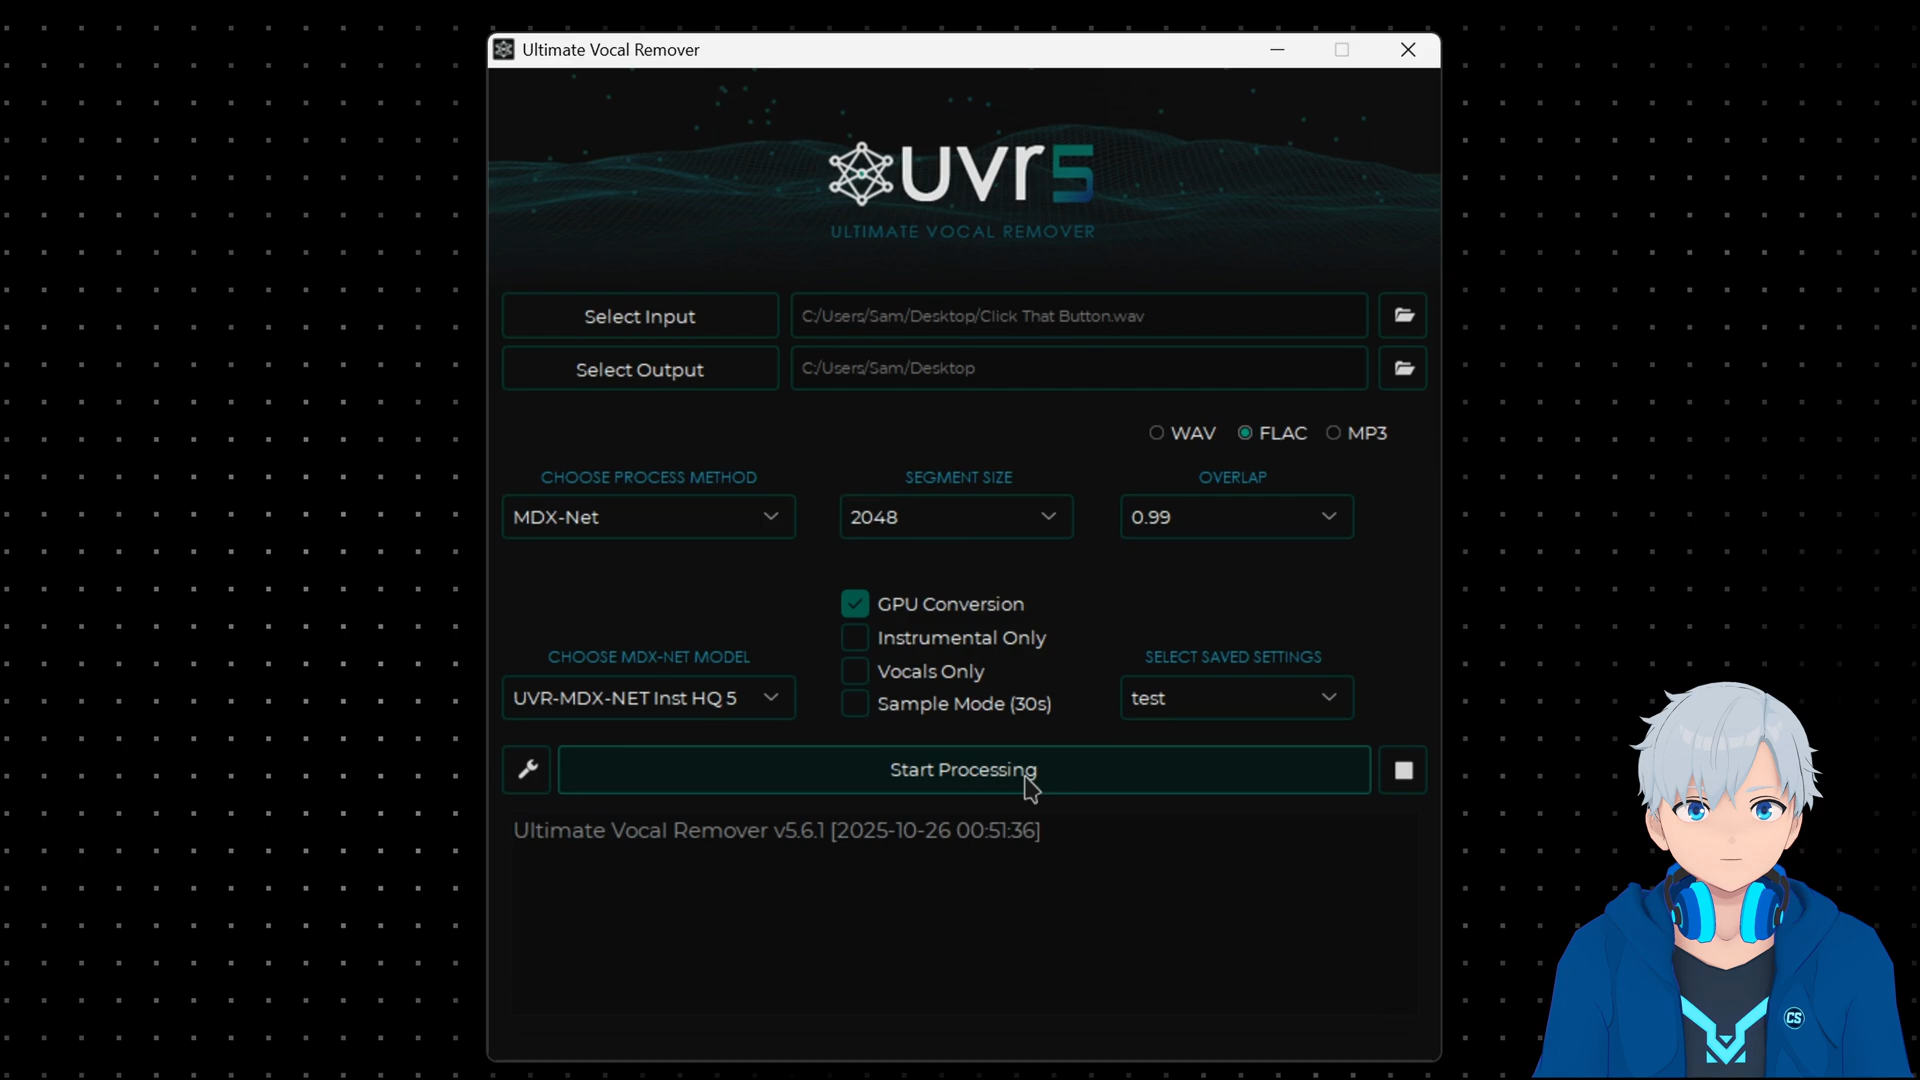 Ultimate Vocal Remover
uvr5
ULTIMATE VOCAL REMOVER
Select Input
C:/Users/Sam/Desktop/Click That Button.wav
Select Output
C:/Users/Sam/Desktop
WAV FLAC MP3
CHOOSE PROCESS METHOD SEGMENT SIZE OVERLAP
MDX-Net 2048 0.99
GPU Conversion
Instrumental Only
CHOOSE MDX-NET MODEL Vocals Only SELECT SAVED SETTINGS
UVR-MDX-NET Inst HQ 5 Sample Mode (30s) test
Start Processing
Ultimate Vocal Remover v5.6.1 [2025-10-26 00:51:36]
CS